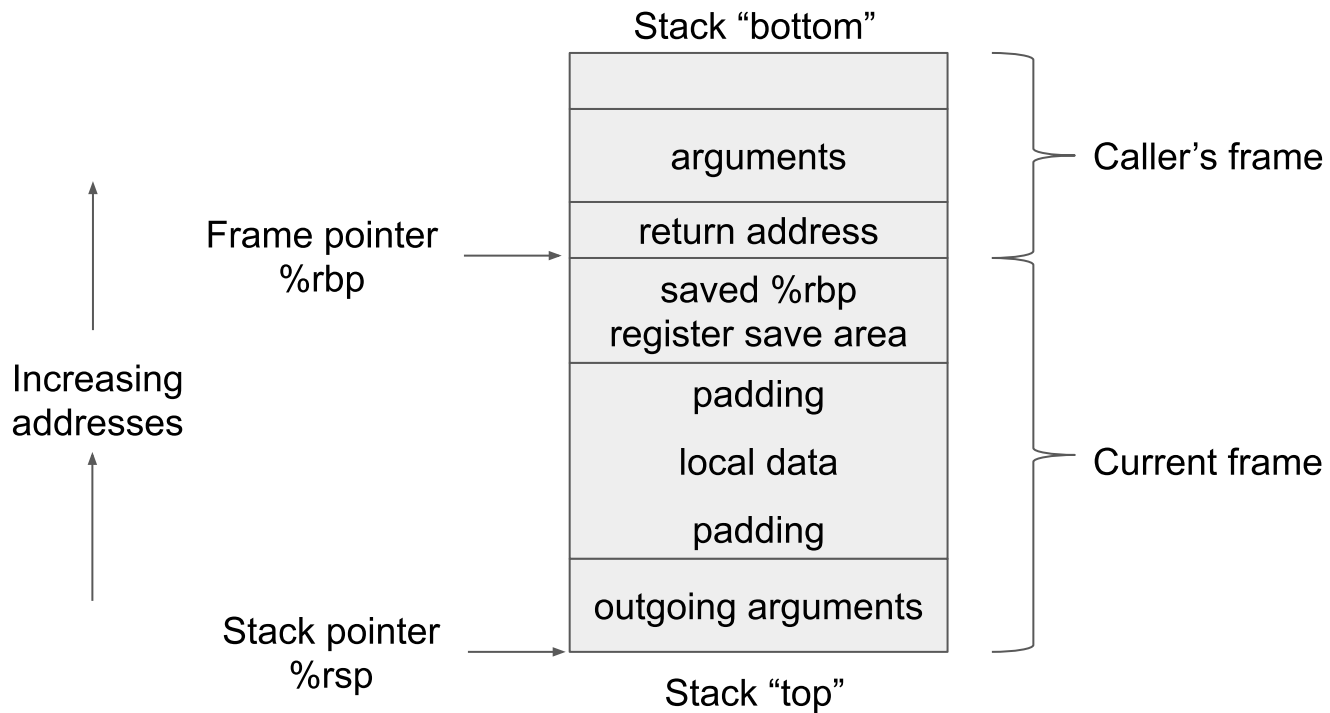 Stack “bottom”
arguments
Caller’s frame
return address
Frame pointer
%rbp
saved %rbp
register save area
Increasing
addresses
padding
local data
Current frame
padding
outgoing arguments
Stack pointer
%rsp
Stack “top”